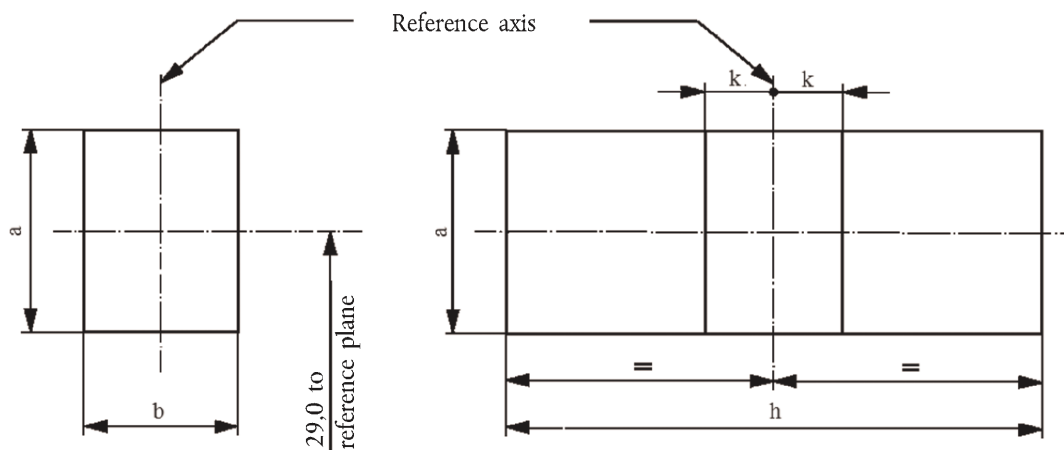 Reference axis
k
k
a
a
29,0 to
reference plane
=
=
b
h